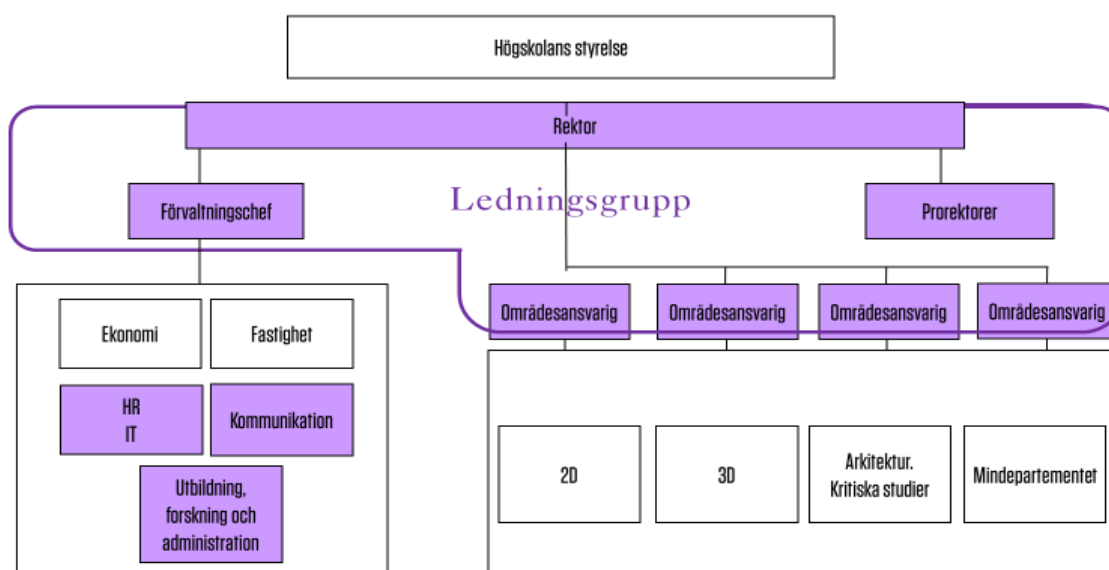 Högskolans styrelse
Rektor
Ledningsgrupp
Förvaltningschef
Prorektorer
Områdesansvarig
Områdesansvarig
Områdesansvarig
Områdesansvarig
Ekonomi
Fastighet
HR
IT
Kommunikation
Utbildning,
forskning och
administration
2D
3D
Arkitektur.
Kritiska studier
Mindepartementet